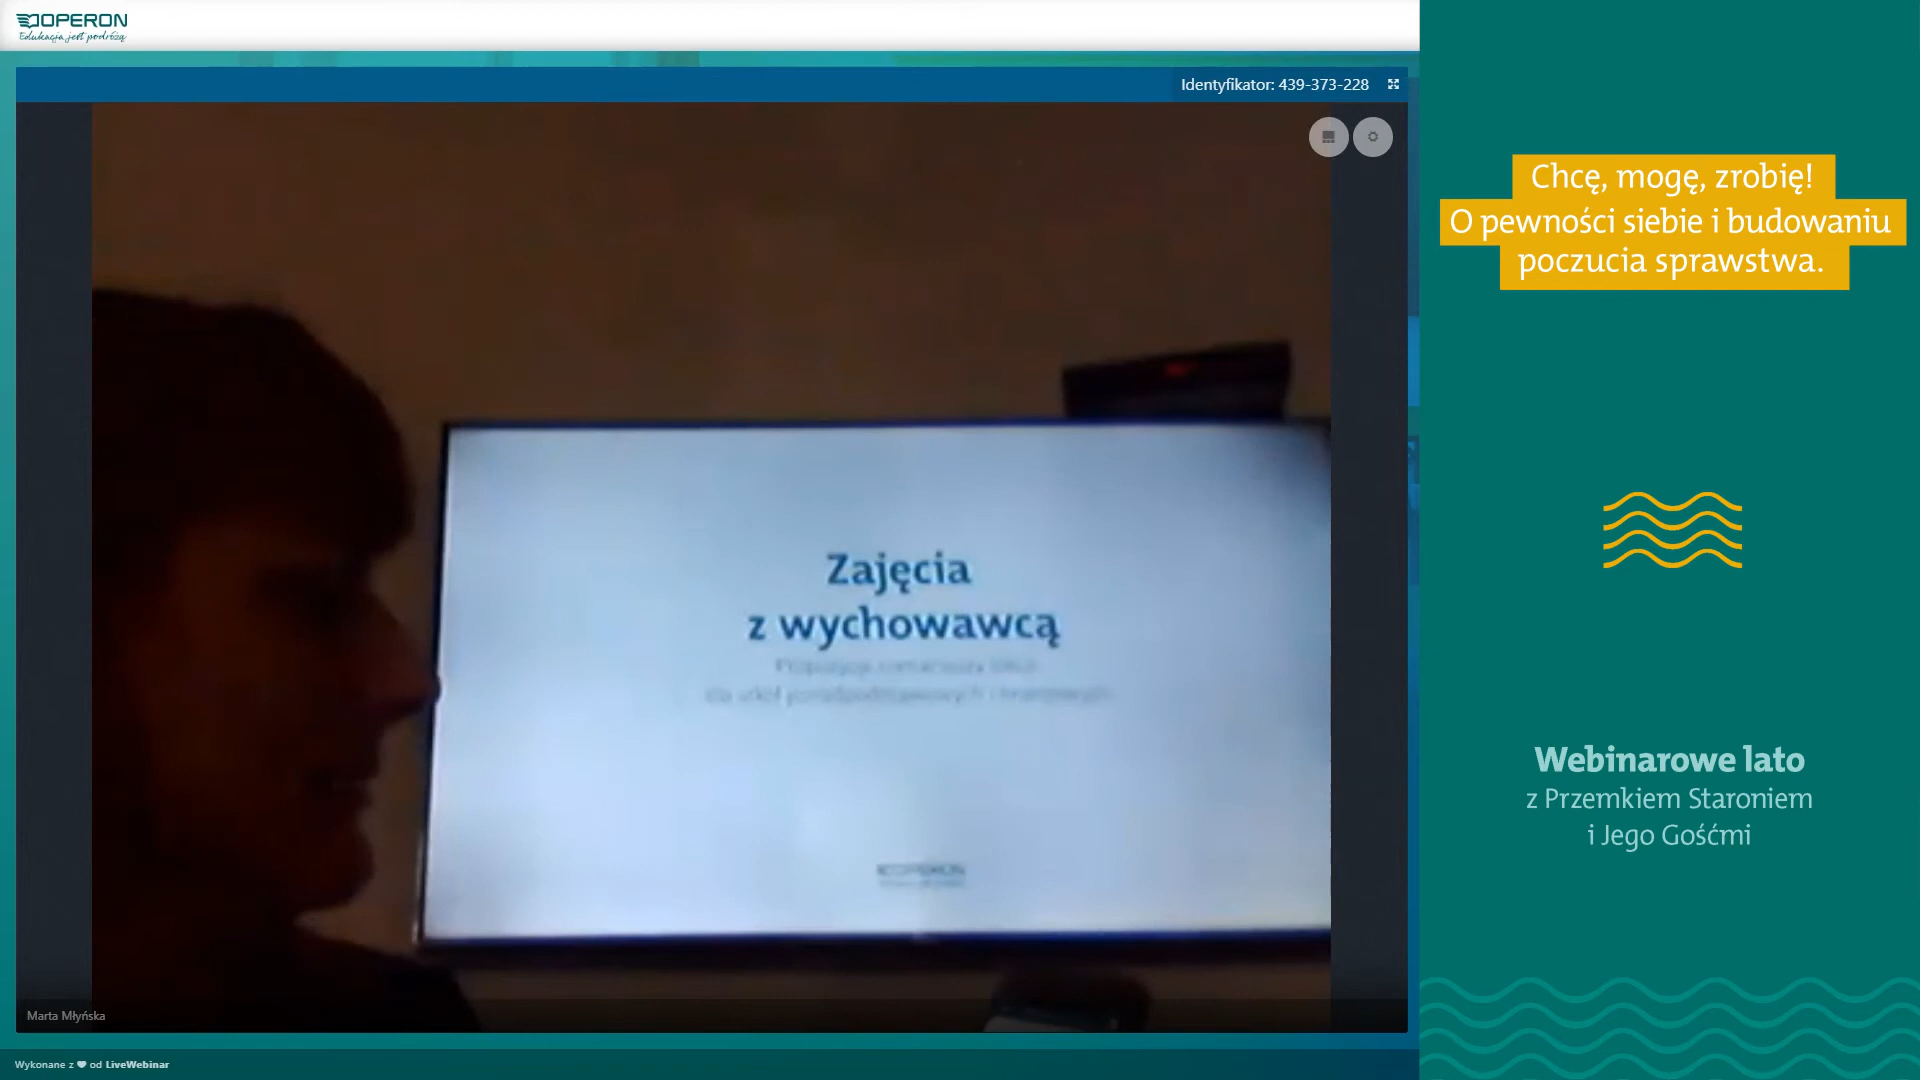 OPERON
Edukacja jest podróżą
Identyfikator: 439-373-228
Zajęcia
z wychowawcą
OPERON
Marta Młyńska
Wykonane z od LiveWebinar
Chcę, mogę, zrobię!
O pewności siebie i budowaniu
poczucia sprawstwa.
Webinarowe lato
z Przemkiem Staroniem
i Jego Gośćmi